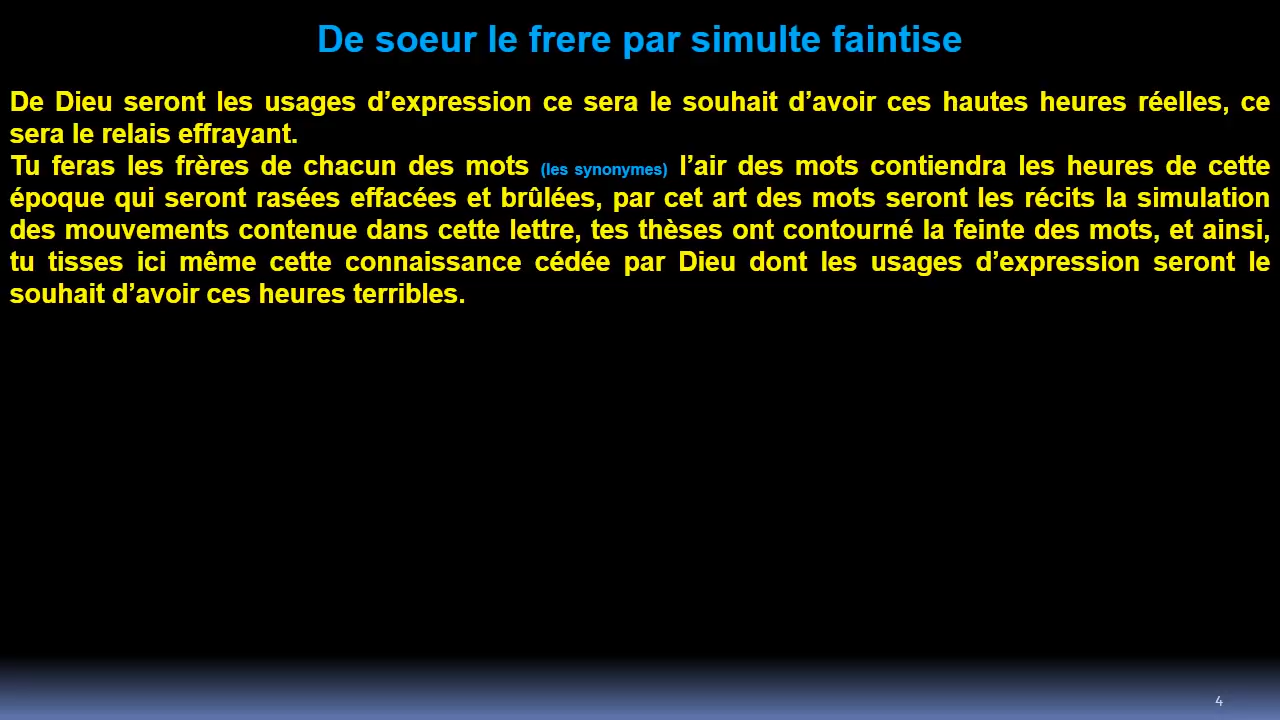 De soeur le frere par simulte faintise
De Dieu seront les usages d’expression ce sera le souhait d’avoir ces hautes heures réelles, ce
sera le relais effrayant.
Tu feras les frères de chacun des mots (les synonymes) l’air des mots contiendra les heures de cette
époque qui seront rasées effacées et brûlées, par cet art des mots seront les récits la simulation
des mouvements contenue dans cette lettre, tes thèses ont contourné la feinte des mots, et ainsi,
tu tisses ici même cette connaissance cédée par Dieu dont les usages d’expression seront le
souhait d’avoir ces heures terribles.
4